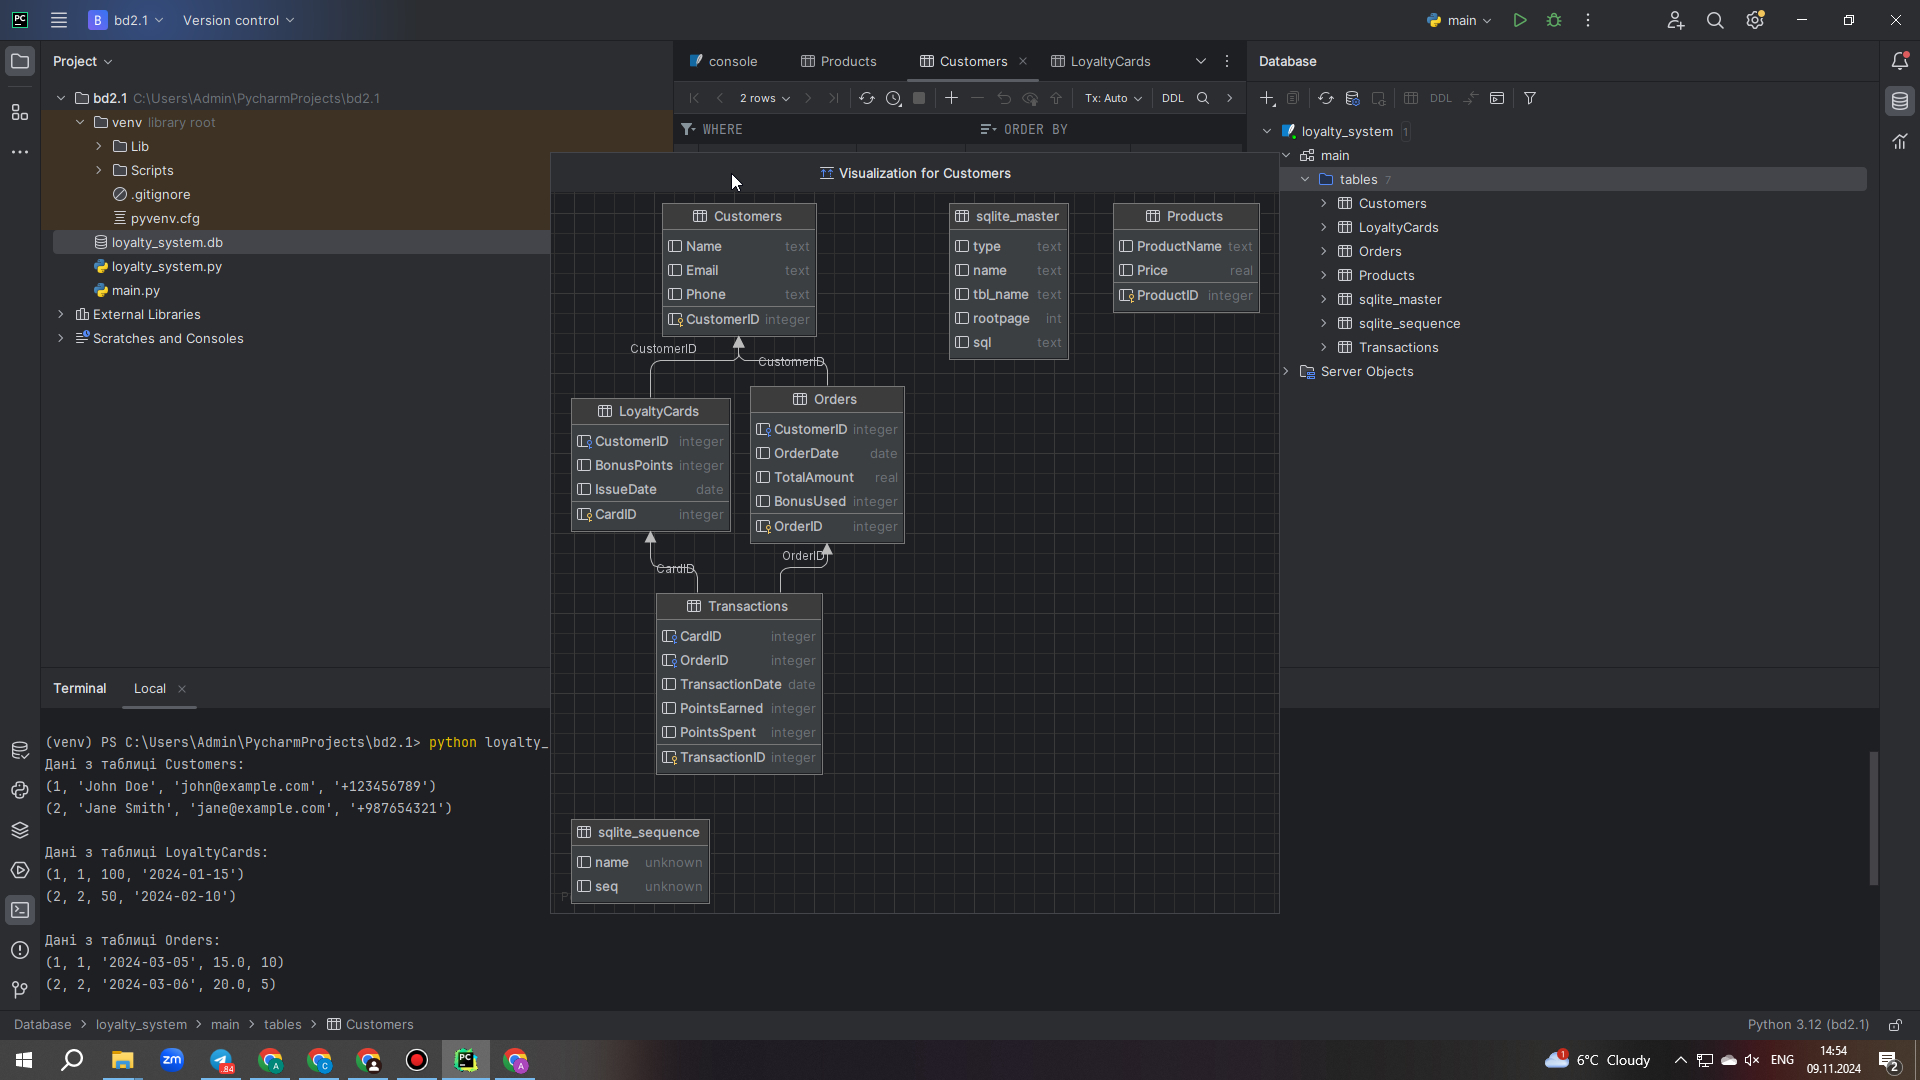 B bd2.1 Version control main
Project
bd2.1 C:\Users\Admin\PycharmProjects\bd2.1
venv library root
Lib
Scripts
.gitignore
pyvenv.cfg
loyalty_system.db
loyalty_system.py
main.py
External Libraries
Scratches and Consoles
console Products Customers LoyaltyCards
2 rows Tx: Auto DDL
WHERE ORDER BY
Database
DDL
loyalty_system 1
main
tables 7
Customers
LoyaltyCards
Orders
Products
sqlite_master
sqlite_sequence
Transactions
Server Objects
Visualization for Customers
Customers
Name text
Email text
Phone text
CustomerID integer
sqlite_master
type text
name text
tbl_name text
rootpage int
sql text
Products
ProductName text
Price real
ProductID integer
CustomerID
CustomerID
LoyaltyCards
CustomerID integer
BonusPoints integer
IssueDate date
CardID integer
Orders
CustomerID integer
OrderDate date
TotalAmount real
BonusUsed integer
OrderID integer
CardID
OrderID
Transactions
CardID integer
OrderID integer
TransactionDate date
PointsEarned integer
PointsSpent integer
TransactionID integer
sqlite_sequence
name unknown
seq unknown
Terminal Local
(venv) PS C:\Users\Admin\PycharmProjects\bd2.1> python loyalty_
Дані з таблиці Customers:
(1, 'John Doe', 'john@example.com', '+123456789')
(2, 'Jane Smith', 'jane@example.com', '+987654321')
Дані з таблиці LoyaltyCards:
(1, 1, 100, '2024-01-15')
(2, 2, 50, '2024-02-10')
Дані з таблиці Orders:
(1, 1, '2024-03-05', 15.0, 10)
(2, 2, '2024-03-06', 20.0, 5)
Database loyalty_system main tables Customers
Python 3.12 (bd2.1)
zm 84 A C PC A
1 6°C Cloudy ENG 14:54
09.11.2024 2